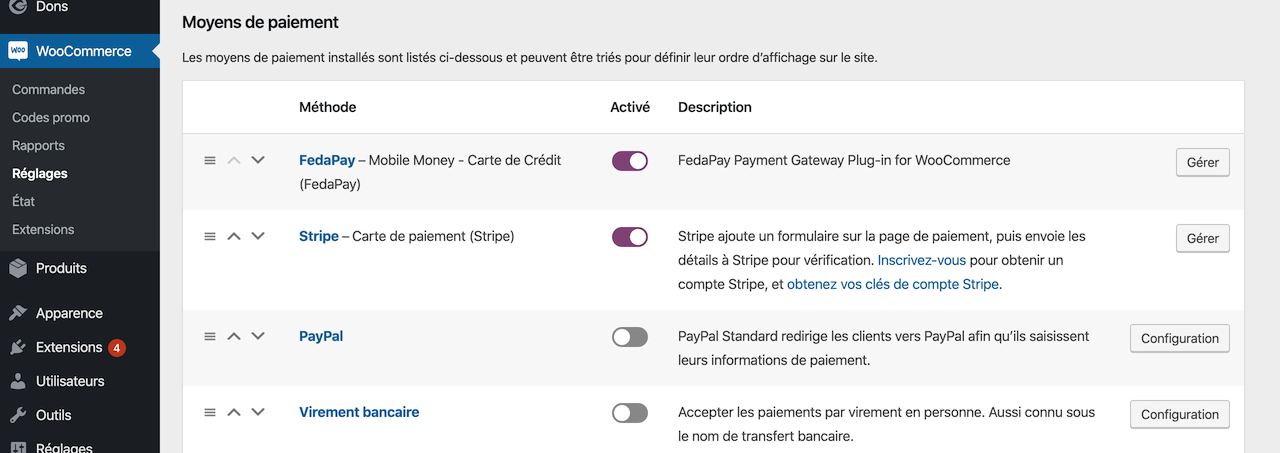 Dons
WooCommerce
Commandes
Codes promo
Rapports
Réglages
État
Extensions
Produits
Apparence
Extensions 4
Utilisateurs
Outils
Réglages
Moyens de paiement
Les moyens de paiement installés sont listés ci-dessous et peuvent être triés pour définir leur ordre d’affichage sur le site.
Méthode Activé Description
FedaPay – Mobile Money - Carte de Crédit
(FedaPay)
FedaPay Payment Gateway Plug-in for WooCommerce
Gérer
Stripe – Carte de paiement (Stripe)
Stripe ajoute un formulaire sur la page de paiement, puis envoie les
détails à Stripe pour vérification. Inscrivez-vous pour obtenir un
compte Stripe, et obtenez vos clés de compte Stripe.
Gérer
PayPal
PayPal Standard redirige les clients vers PayPal afin qu’ils saisissent
leurs informations de paiement.
Configuration
Virement bancaire
Accepter les paiements par virement en personne. Aussi connu sous
le nom de transfert bancaire.
Configuration